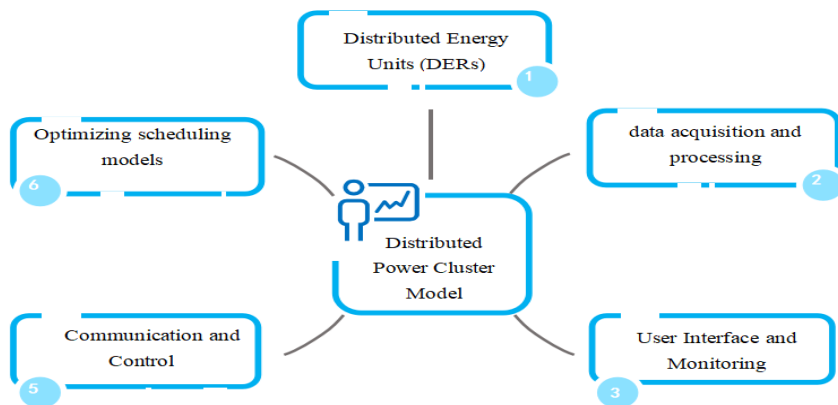 Distributed Energy
Units (DERs)
1
Optimizing scheduling
models
6
data acquisition and
processing
2
Distributed
Power Cluster
Model
Communication and
Control
5
User Interface and
Monitoring
3